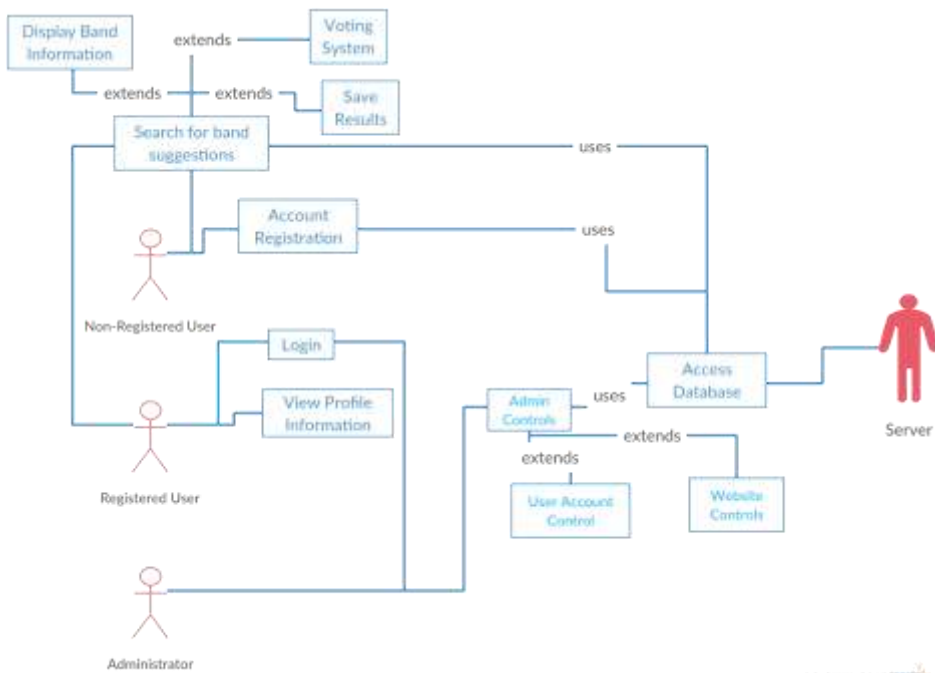 Display Band
Information
extends
Voting
System
extends
extends
Save
Results
Search for band
suggestions
uses
Account
Registration
uses
Non-Registered User
Login
Access
Database
View Profile
Information
Admin
Controls
uses
Server
extends
extends
Registered User
User Account
Control
Website
Controls
Administrator